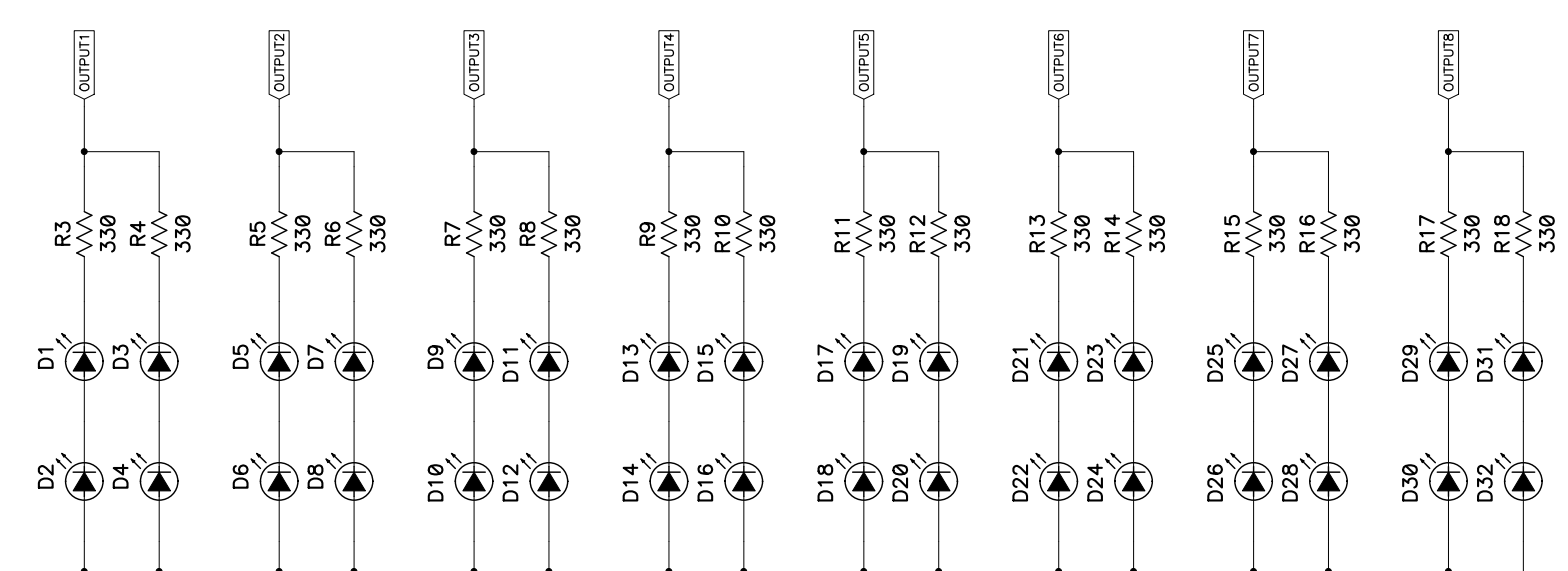 OUTPUT1 OUTPUT2 OUTPUT3 OUTPUT4 OUTPUT5 OUTPUT6 OUTPUT7 OUTPUT8
R3 330 R4 330 R5 330 R6 330 R7 330 R8 330 R9 330 R10 330 R11 330 R12 330 R13 330 R14 330 R15 330 R16 330 R17 330 R18 330
D1 D3 D5 D7 D9 D11 D13 D15 D17 D19 D21 D23 D25 D27 D29 D31
D2 D4 D6 D8 D10 D12 D14 D16 D18 D20 D22 D24 D26 D28 D30 D32